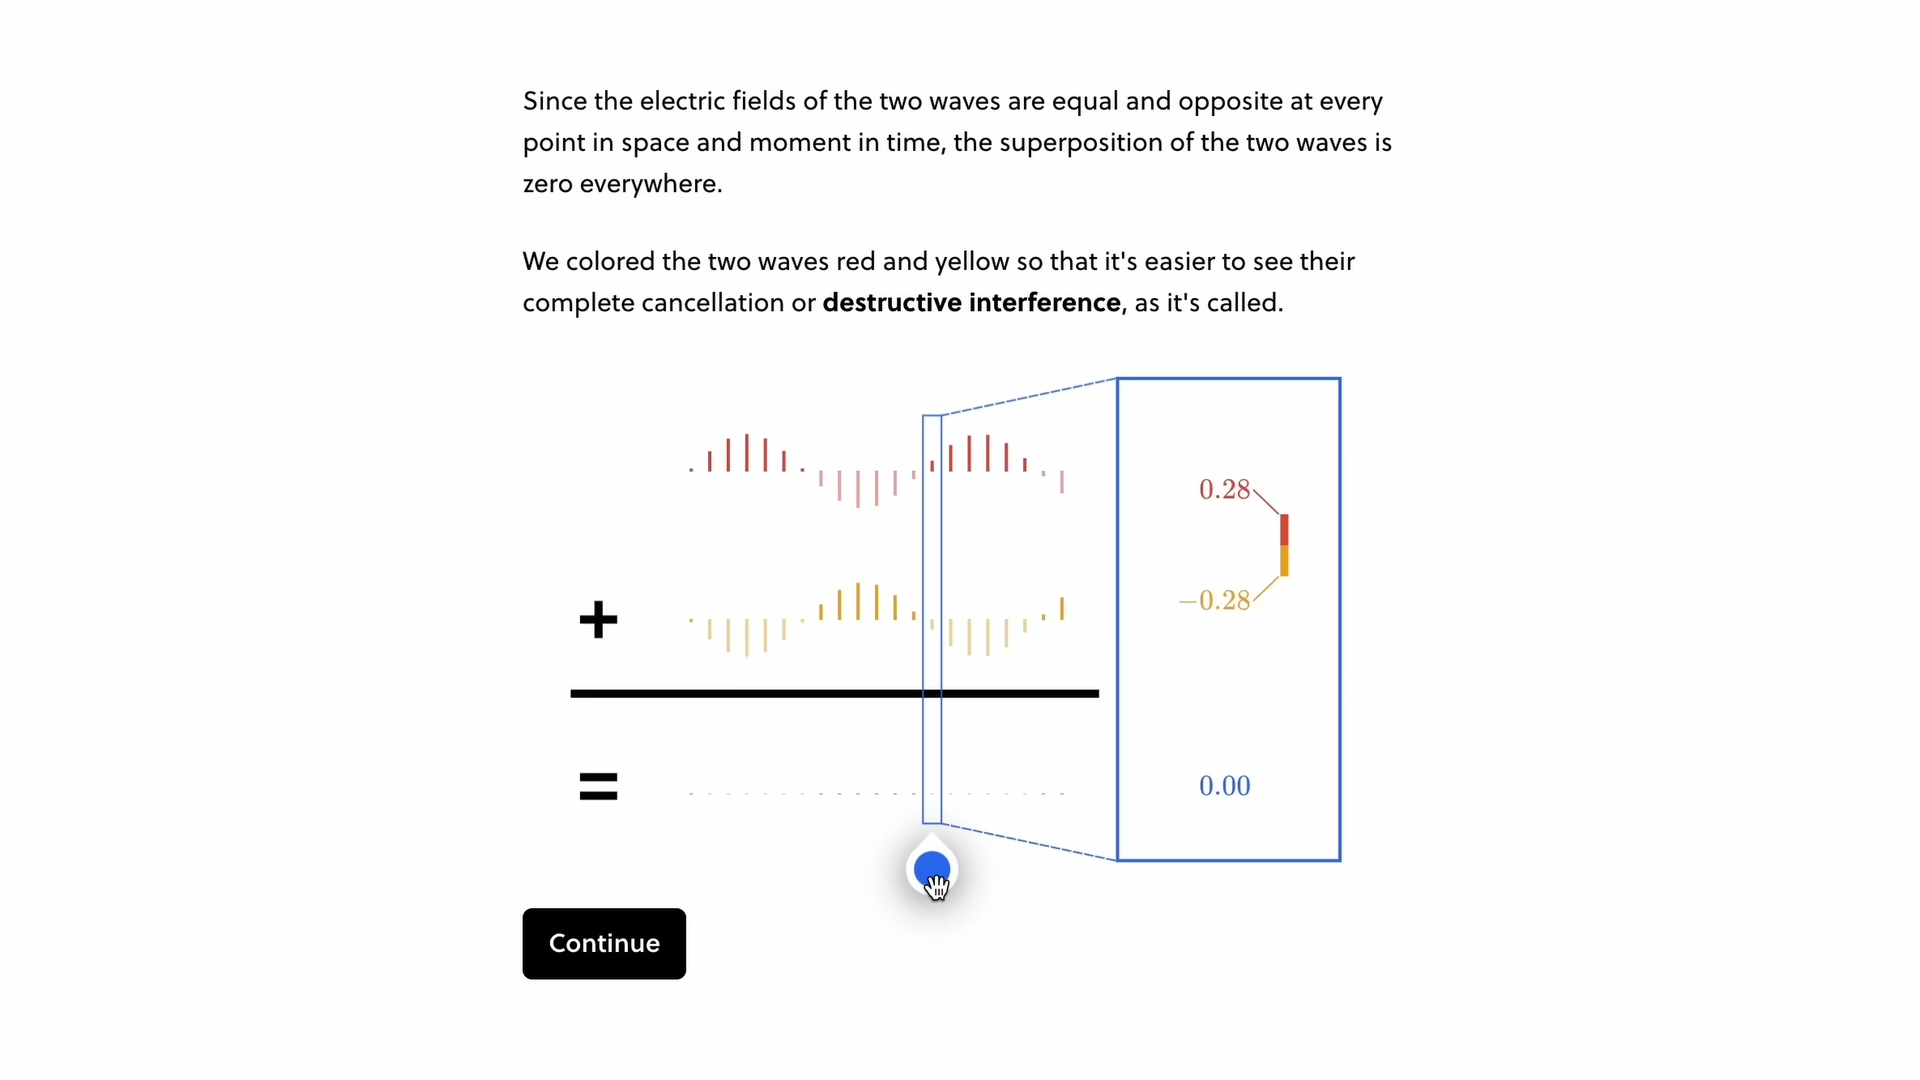 Since the electric fields of the two waves are equal and opposite at every
point in space and moment in time, the superposition of the two waves is
zero everywhere.
We colored the two waves red and yellow so that it's easier to see their
complete cancellation or destructive interference, as it's called.
0.28
−0.28
+
=
0.00
Continue